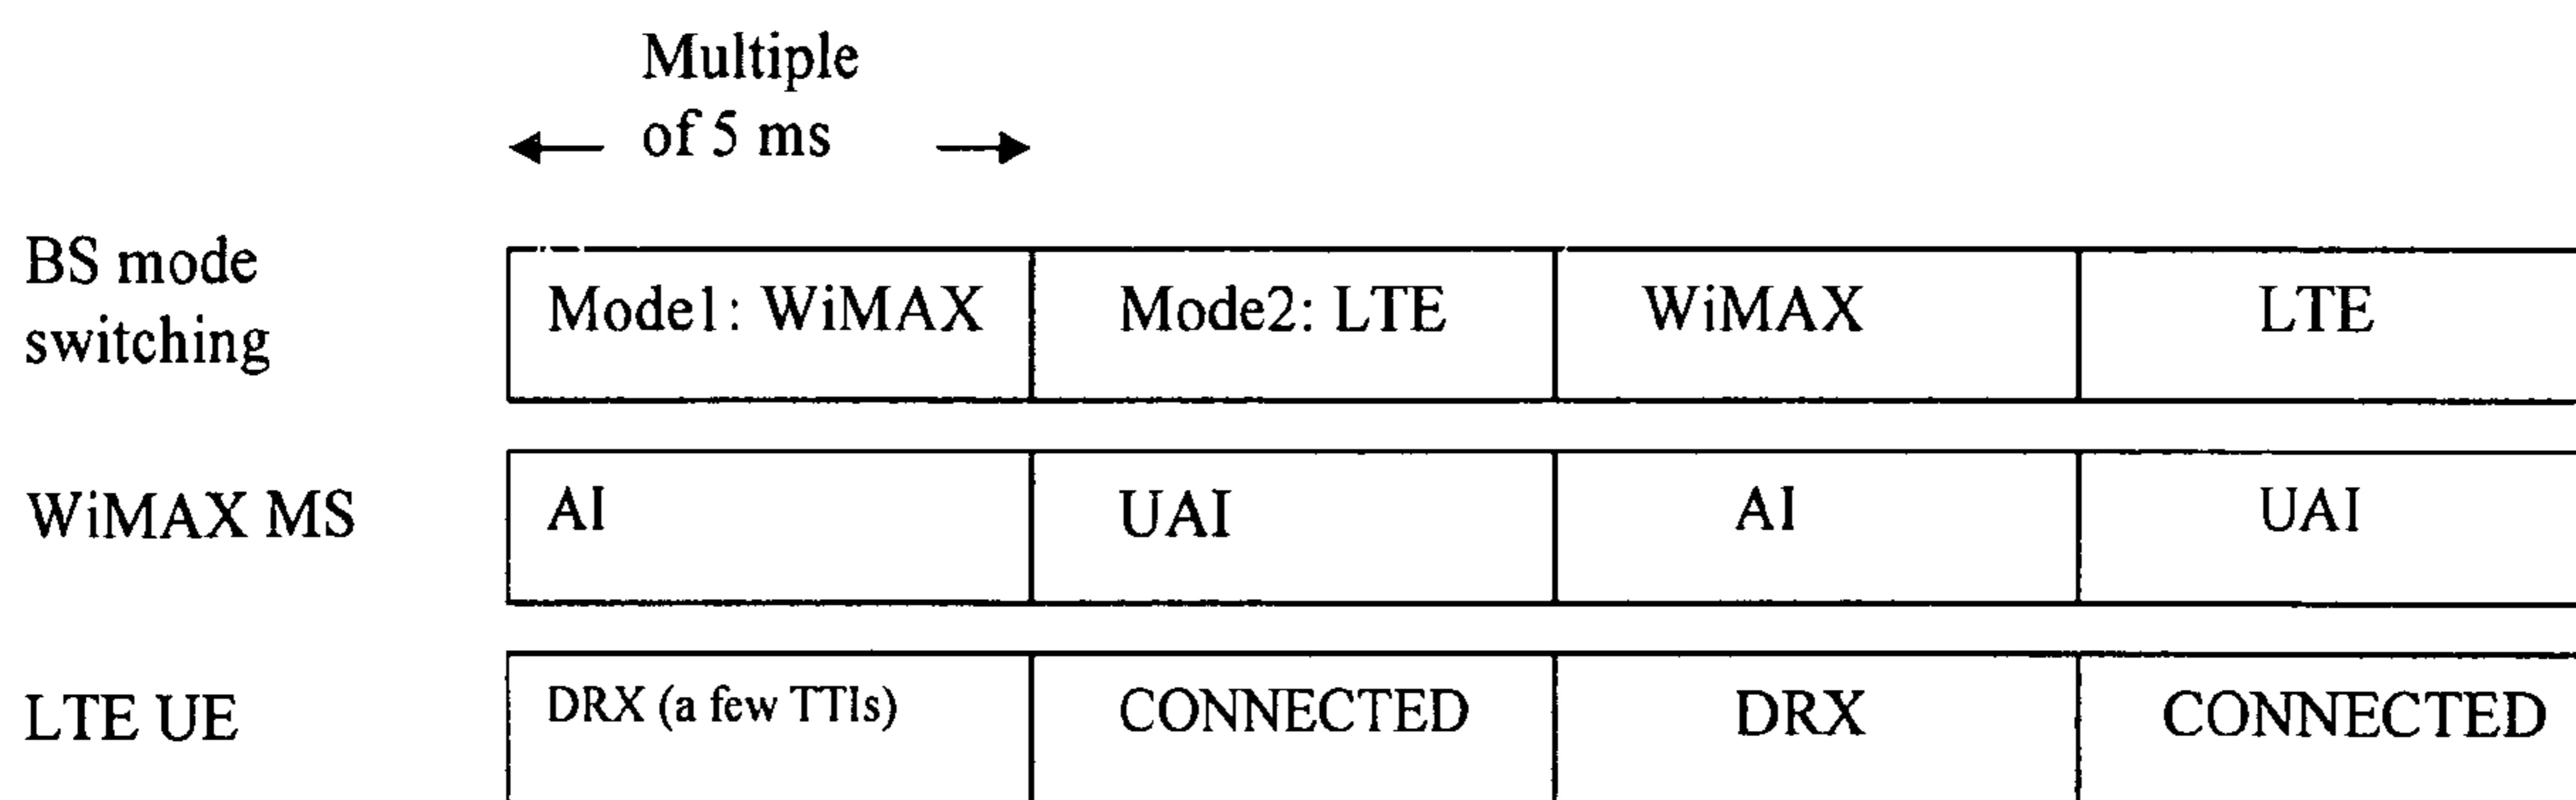 Multiple
of 5 ms
BS mode
switching
Mode1: WiMAX
Mode2: LTE
WiMAX
LTE
WiMAX MS
AI
UAI
AI
UAI
LTE UE
DRX (a few TTIs)
CONNECTED
DRX
CONNECTED